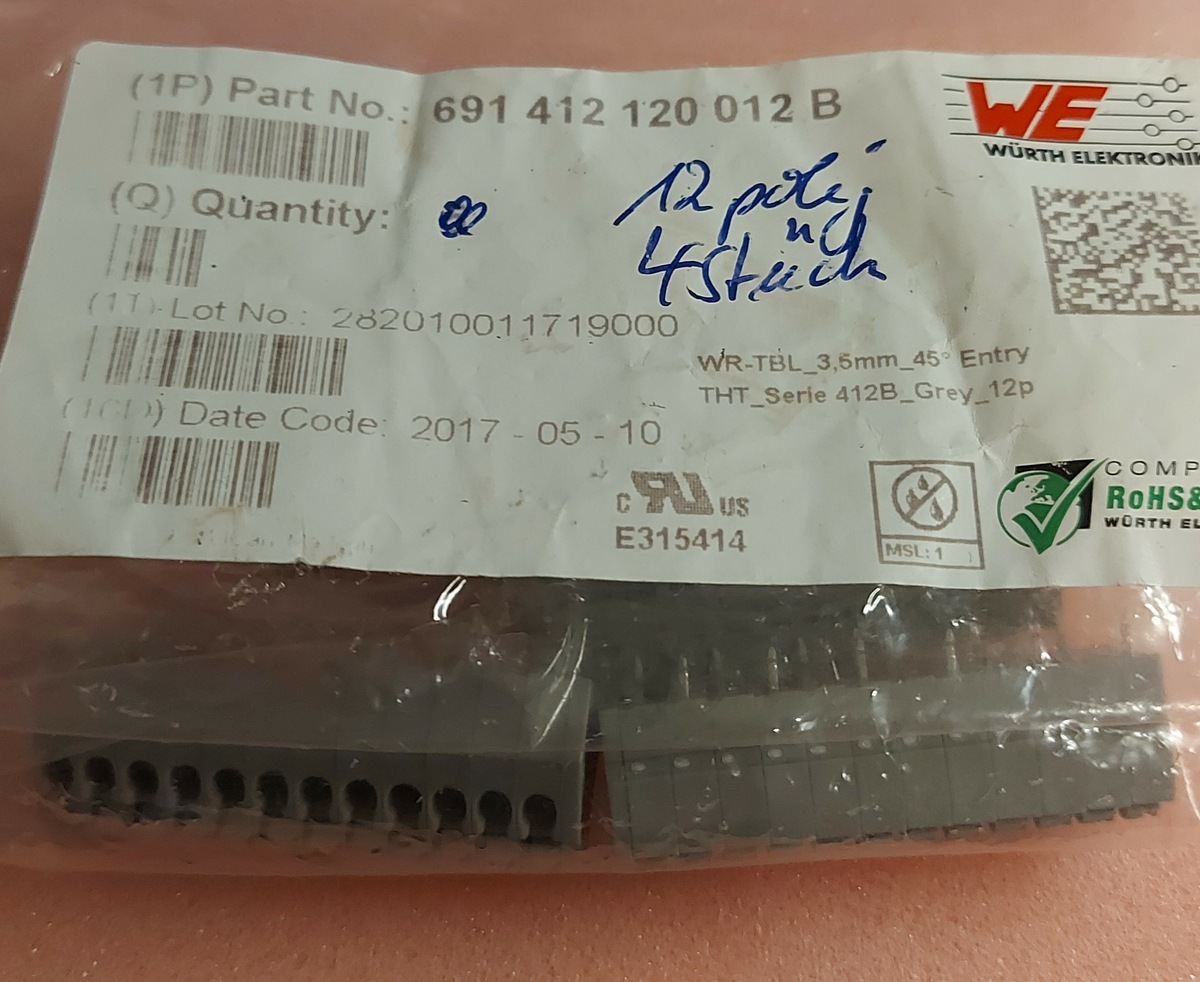 (1P) Part No.: 691 412 120 012 B
WE
WÜRTH ELEKTRONIK
(Q) Quantity:
12 polig
4 Stück
(1T) Lot No.: 282010011719000
WR-TBL_3,5mm_45° Entry
THT_Serie 412B_Grey_12p
Date Code: 2017 - 05 - 10
C RU US
E315414
MSL: 1
COMP
RoHS&
WÜRTH EL